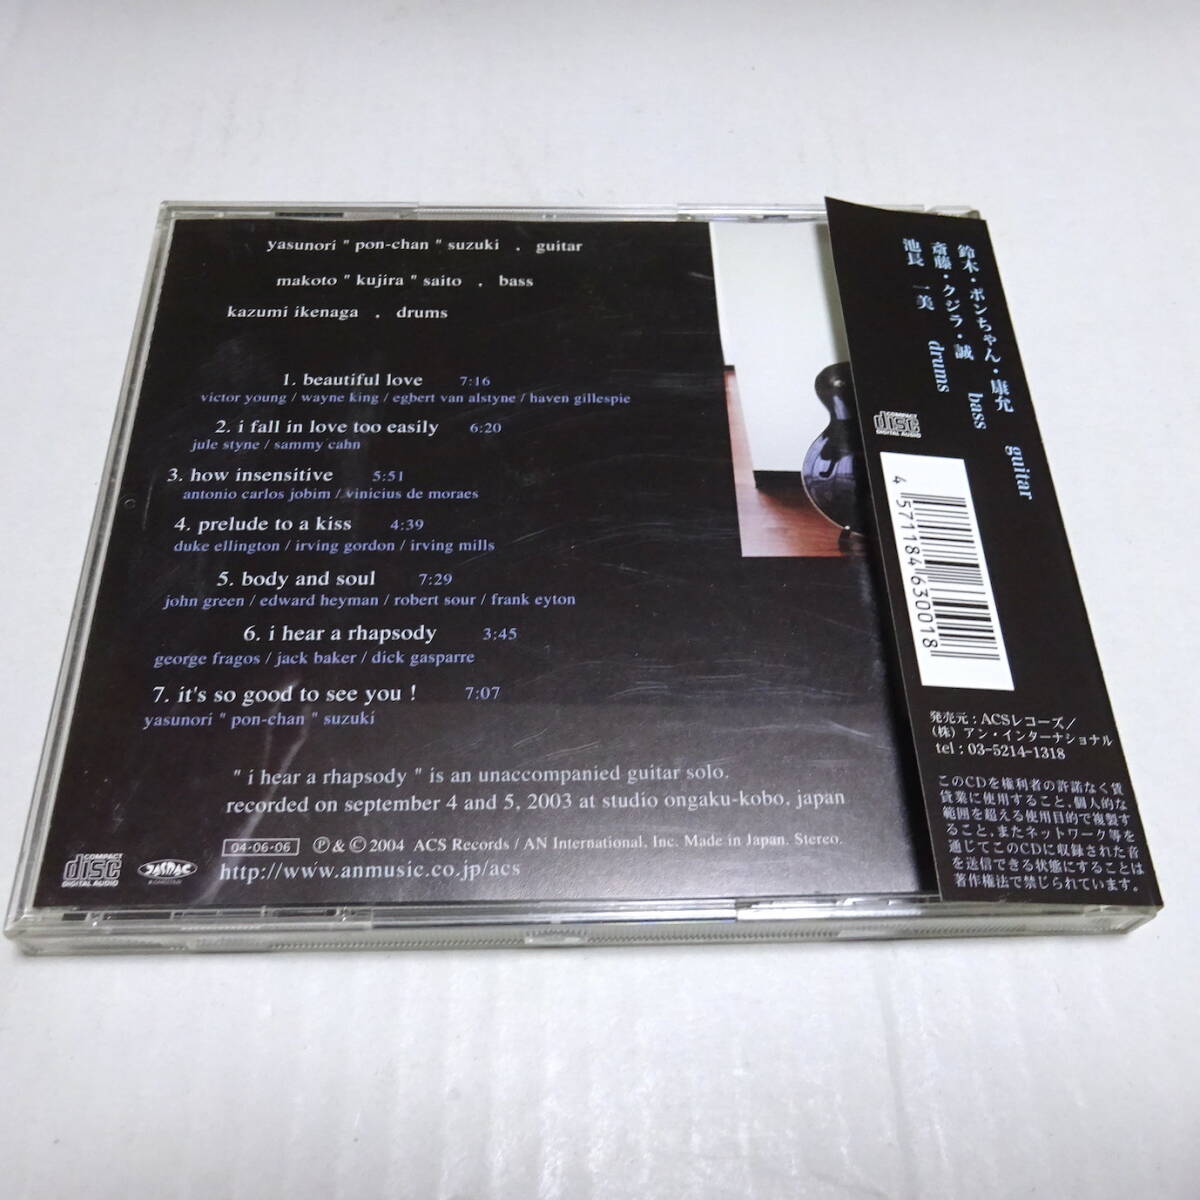 yasunori " pon-chan " suzuki . guitar
makoto " kujira " saito . bass
kazumi ikenaga . drums
1. beautiful love 7:16
victor young / wayne king / egbert van alstyne / haven gillespie
2. i fall in love too easily 6:20
jule styne / sammy cahn
3. how insensitive 5:51
antonio carlos jobim / vinicius de moraes
4. prelude to a kiss 4:39
duke ellington / irving gordon / irving mills
5. body and soul 7:29
john green / edward heyman / robert sour / frank eyton
6. i hear a rhapsody 3:45
george fragos / jack baker / dick gasparre
7. it's so good to see you ! 7:07
yasunori " pon-chan " suzuki
" i hear a rhapsody " is an unaccompanied guitar solo.
recorded on september 4 and 5, 2003 at studio ongaku-kobo, japan
04-06-06 Ⓟ & © 2004 ACS Records / AN International, Inc. Made in Japan. Stereo.
http://www.anmusic.co.jp/acs
COMPACT
disc
DIGITAL AUDIO
JASRAC
鈴木・ポンちゃん・康允 guitar
斎藤・クジラ・誠 bass
池長 一美 drums
COMPACT
disc
DIGITAL AUDIO
4571184630018
発売元：ACSレコーズ/
(株) アン・インターナショナル
tel : 03-5214-1318
このCDを権利者の許諾なく賃
貸業に使用すること、個人的な
範囲を超える使用目的で複製す
ること、またネットワーク等を
通じてこのCDに収録された音
を送信できる状態にすることは
著作権法で禁じられています。